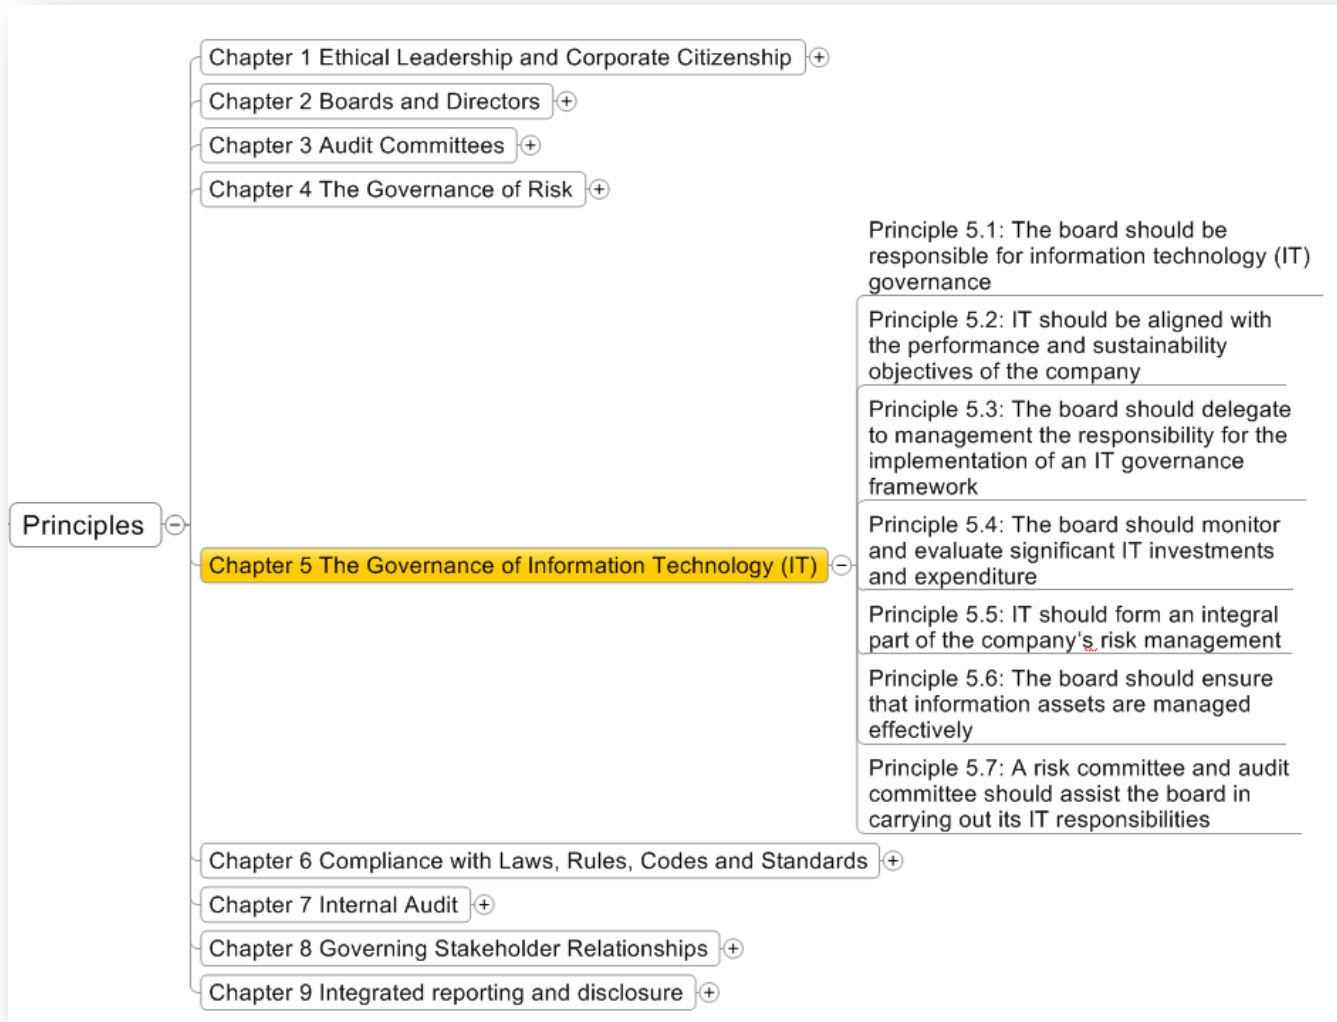 Chapter 1 Ethical Leadership and Corporate Citizenship
Chapter 2 Boards and Directors
Chapter 3 Audit Committees
Chapter 4 The Governance of Risk
Principles
Chapter 5 The Governance of Information Technology (IT)
Principle 5.1: The board should be
responsible for information technology (IT)
governance
Principle 5.2: IT should be aligned with
the performance and sustainability
objectives of the company
Principle 5.3: The board should delegate
to management the responsibility for the
implementation of an IT governance
framework
Principle 5.4: The board should monitor
and evaluate significant IT investments
and expenditure
Principle 5.5: IT should form an integral
part of the company's risk management
Principle 5.6: The board should ensure
that information assets are managed
effectively
Principle 5.7: A risk committee and audit
committee should assist the board in
carrying out its IT responsibilities
Chapter 6 Compliance with Laws, Rules, Codes and Standards
Chapter 7 Internal Audit
Chapter 8 Governing Stakeholder Relationships
Chapter 9 Integrated reporting and disclosure